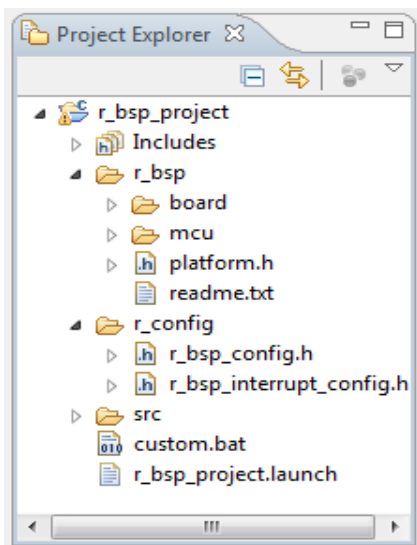 Project Explorer
r_bsp_project
Includes
r_bsp
board
mcu
platform.h
readme.txt
r_config
r_bsp_config.h
r_bsp_interrupt_config.h
src
custom.bat
r_bsp_project.launch